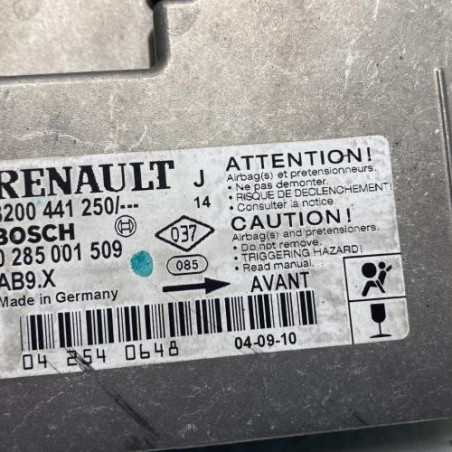 RENAULT J
8200 441 250/--- 14
BOSCH
0 285 001 509
037
AB9.X
085
Made in Germany
AVANT
ATTENTION!
Airbag(s) et pretensionneurs.
• Ne pas demonter.
• RISQUE DE DECLENCHEMENT!
• Consulter la notice.
CAUTION!
Airbag(s) and pretensioners.
• Do not remove.
• TRIGGERING HAZARD!
• Read manual.
04 254 0648
04-09-10